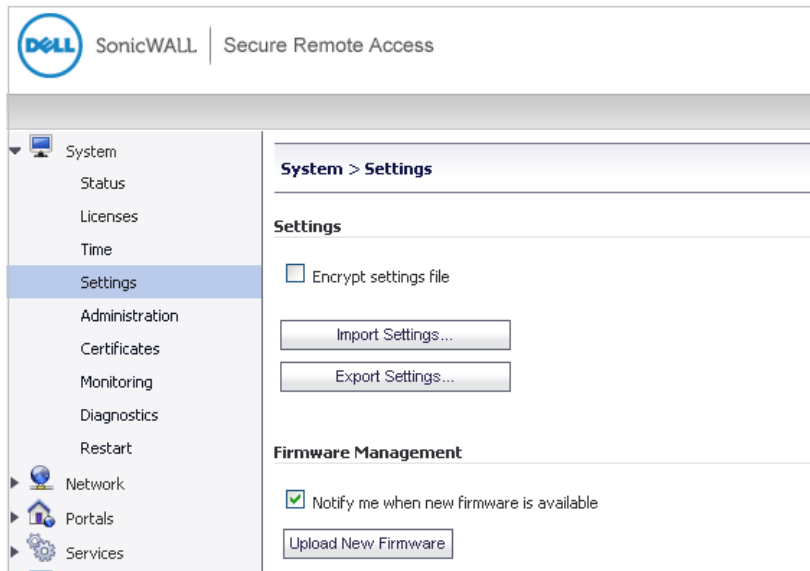 DELL SonicWALL | Secure Remote Access
System
Status
Licenses
Time
Settings
Administration
Certificates
Monitoring
Diagnostics
Restart
Network
Portals
Services
System > Settings
Settings
Encrypt settings file
Import Settings...
Export Settings...
Firmware Management
Notify me when new firmware is available
Upload New Firmware